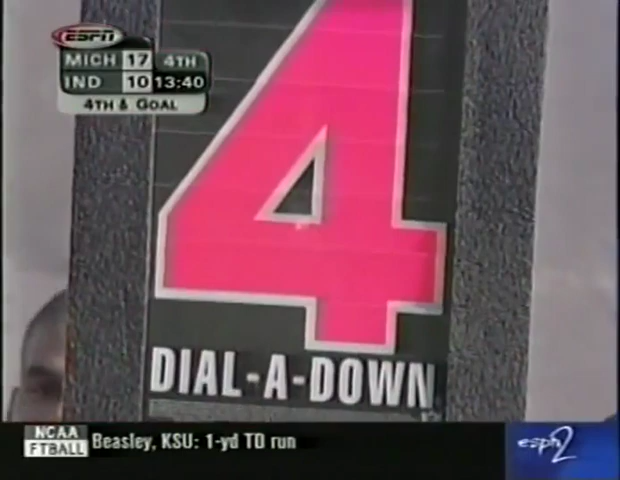 ESPN
MICH 17 4TH
IND 10 13:40
4TH & GOAL
4
DIAL-A-DOWN
NCAA
FTBALL
Beasley, KSU: 1-yd TD run
espn2